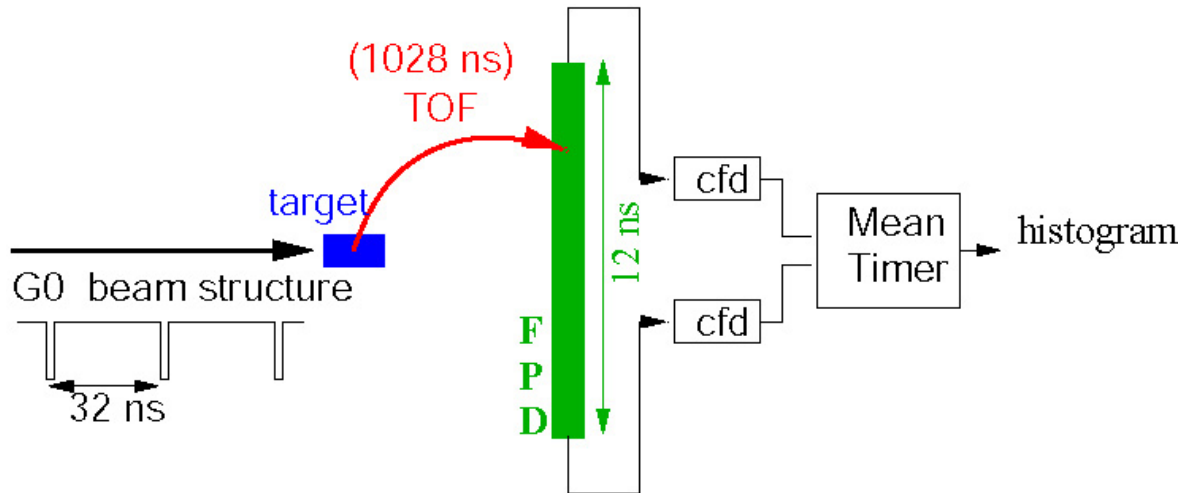 (1028 ns)
TOF
target
G0 beam structure
32 ns
12 ns
F
P
D
cfd
cfd
Mean
Timer
histogram